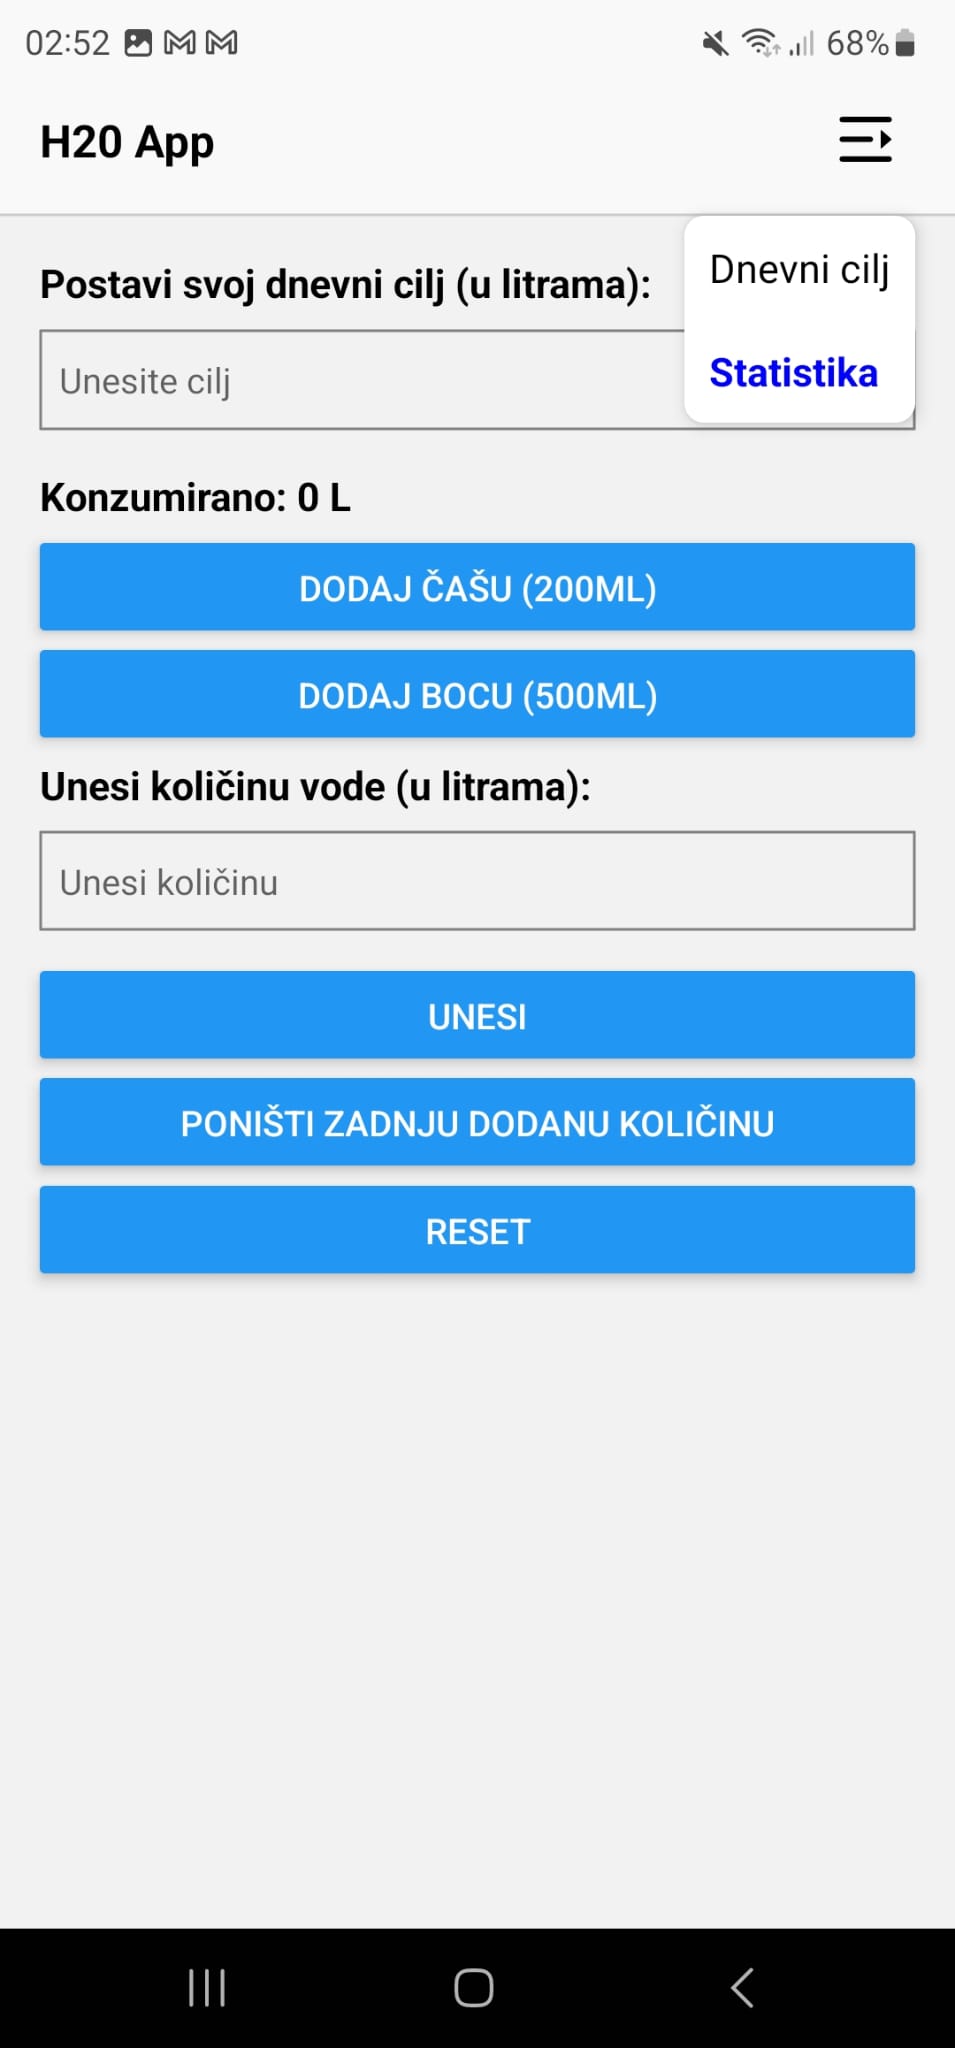 02:52
68%
H20 App
Dnevni cilj
Statistika
Postavi svoj dnevni cilj (u litrama):
Unesite cilj
Konzumirano: 0 L
DODAJ ČAŠU (200ML)
DODAJ BOCU (500ML)
Unesi količinu vode (u litrama):
Unesi količinu
UNESI
PONIŠTI ZADNJU DODANU KOLIČINU
RESET